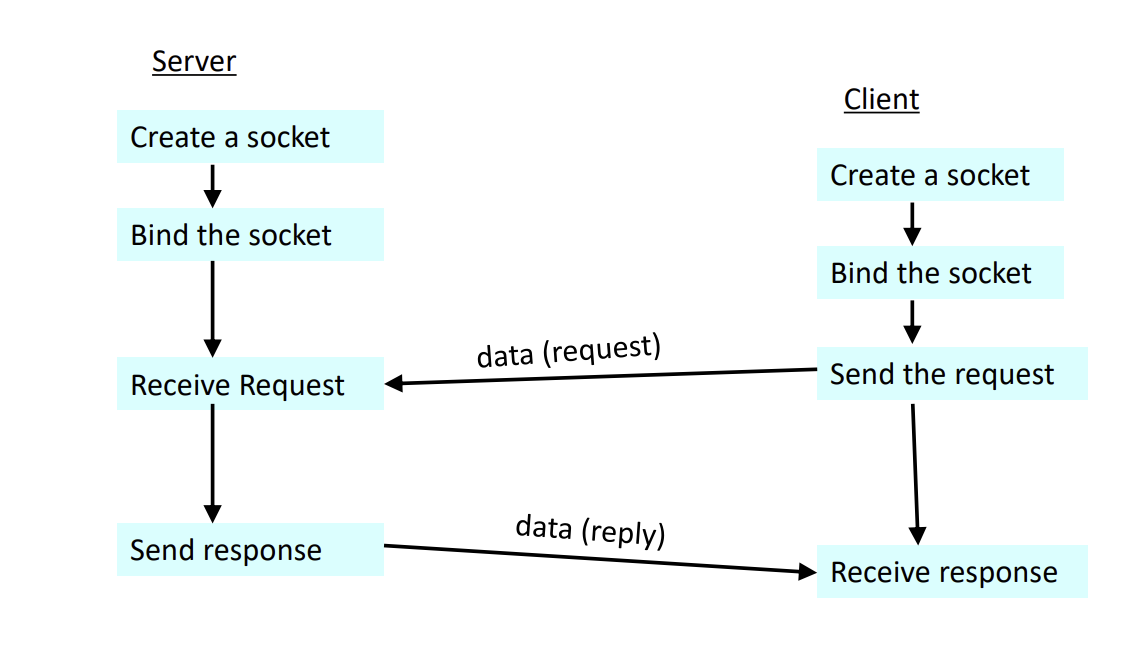 Server
Create a socket
Bind the socket
Receive Request
Send response
Client
Create a socket
Bind the socket
Send the request
Receive response
data (request)
data (reply)